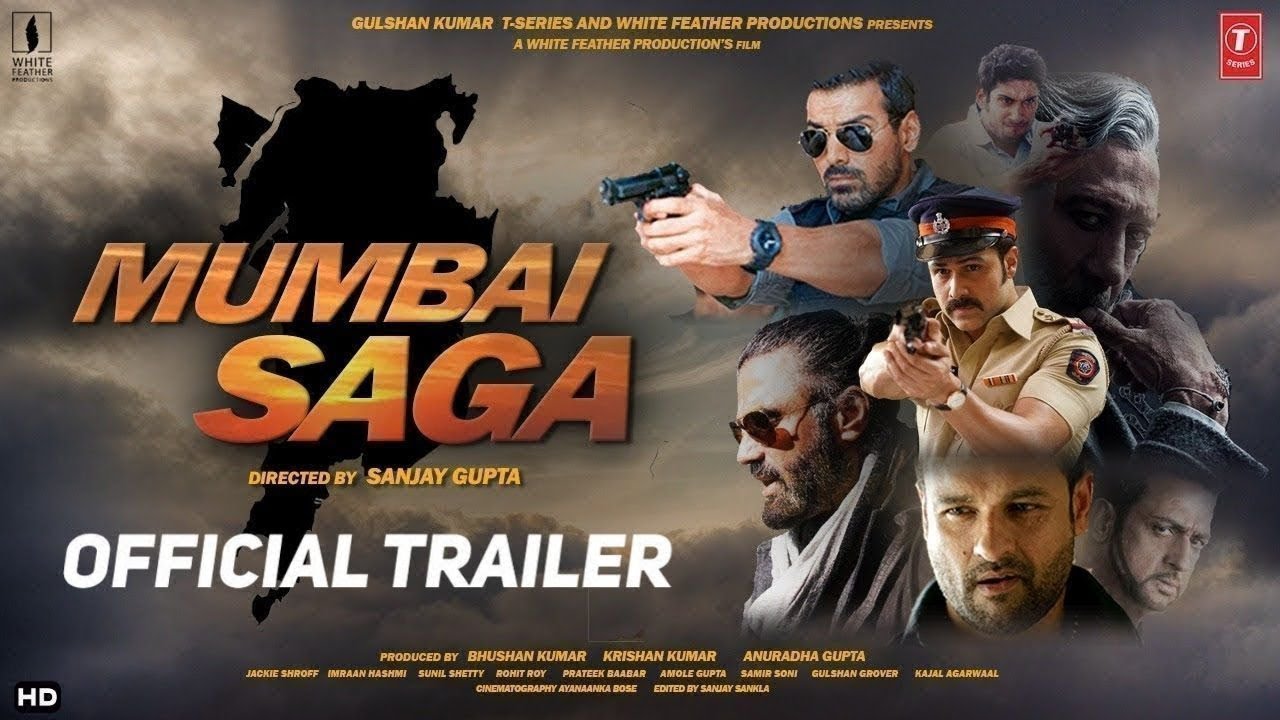 GULSHAN KUMAR T-SERIES AND WHITE FEATHER PRODUCTIONS PRESENTS
A WHITE FEATHER PRODUCTION'S FILM
WHITE
FEATHER
PRODUCTIONS
T
SERIES
MUMBAI
SAGA
DIRECTED BY SANJAY GUPTA
OFFICIAL TRAILER
PRODUCED BY BHUSHAN KUMAR KRISHAN KUMAR ANURADHA GUPTA
JACKIE SHROFF IMRAAN HASHMI SUNIL SHETTY ROHIT ROY PRATEEK BAABAR AMOLE GUPTA SAMIR SONI GULSHAN GROVER KAJAL AGARWAAL
CINEMATOGRAPHY AYANAANKA BOSE EDITED BY SANJAY SANKLA
HD